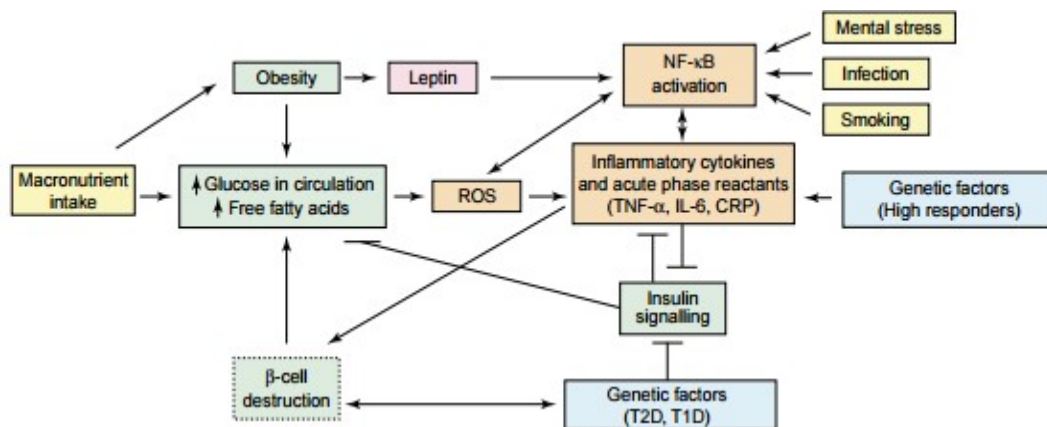 Mental stress
NF-κB
activation
Obesity
Leptin
Infection
Smoking
Macronutrient
intake
Glucose in circulation
Free fatty acids
ROS
Inflammatory cytokines
and acute phase reactants
(TNF-α, IL-6, CRP)
Genetic factors
(High responders)
Insulin
signalling
β-cell
destruction
Genetic factors
(T2D, T1D)